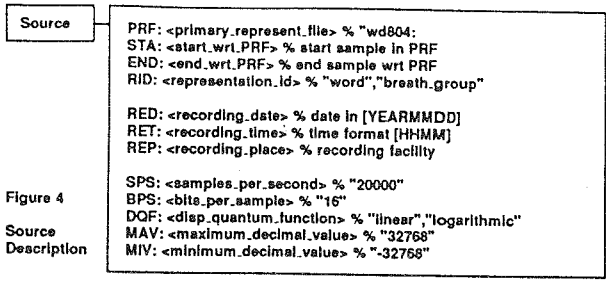 Source
PRF: <primary_represent_file> % "wd804:
STA: <start_wrt_PRF> % start sample in PRF
END: <end_wrt_PRF> % end sample wrt PRF
RID: <representation_id> % "word","breath_group"
RED: <recording_date> % date in [YEARMMDD]
RET: <recording_time> % time format [HHMM]
REP: <recording_place> % recording facility
SPS: <samples_per_second> % "20000"
BPS: <bits_per_sample> % "16"
DQF: <disp_quantum_function> % "linear","logarithmic"
MAV: <maximum_decimal_value> % "32768"
MIV: <minimum_decimal_value> % "-32768"
Figure 4
Source
Description